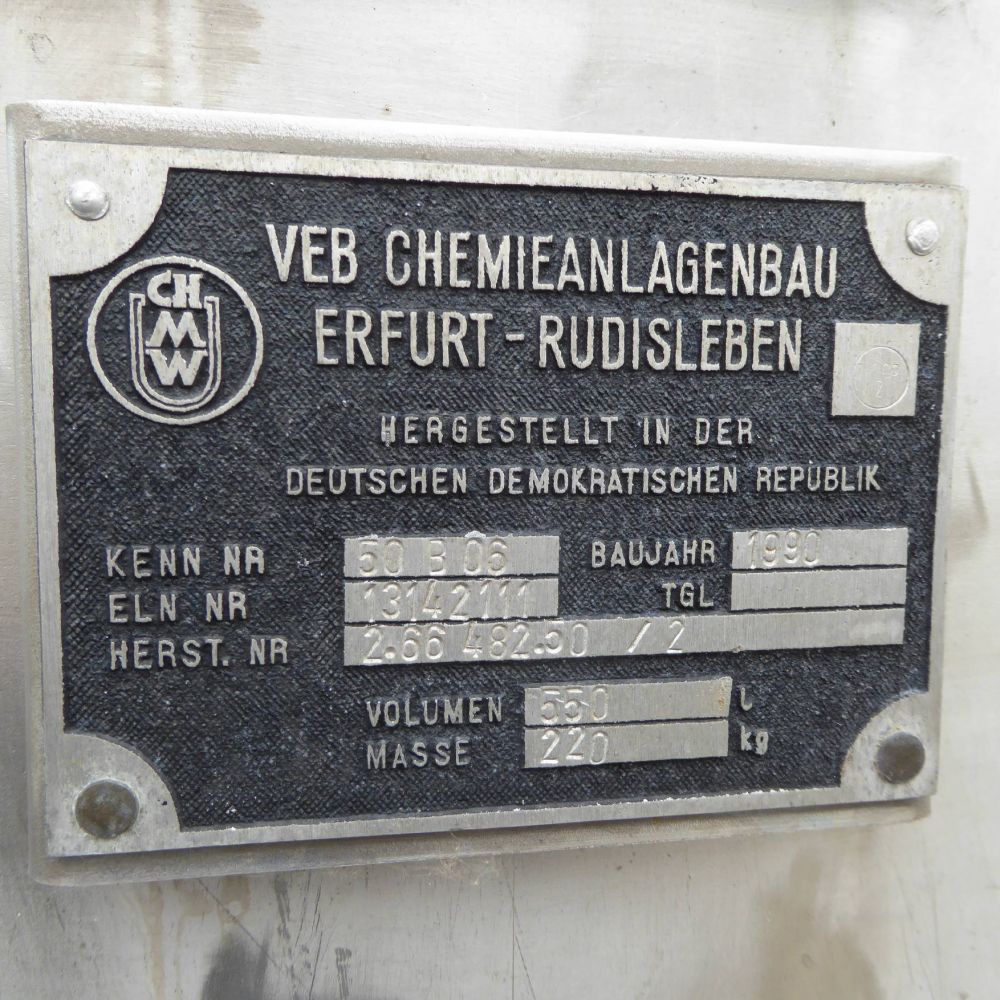 VEB CHEMIEANLAGENBAU
ERFURT-RUDISLEBEN
CH
M
W
HERGESTELLT IN DER
DEUTSCHEN DEMOKRATISCHEN REPUBLIK
KENN NR 50 B 06 BAUJAHR 1990
ELN NR 13142111 TGL
HERST. NR 2.66 482.50 / 2
VOLUMEN 550 l
MASSE 220 kg